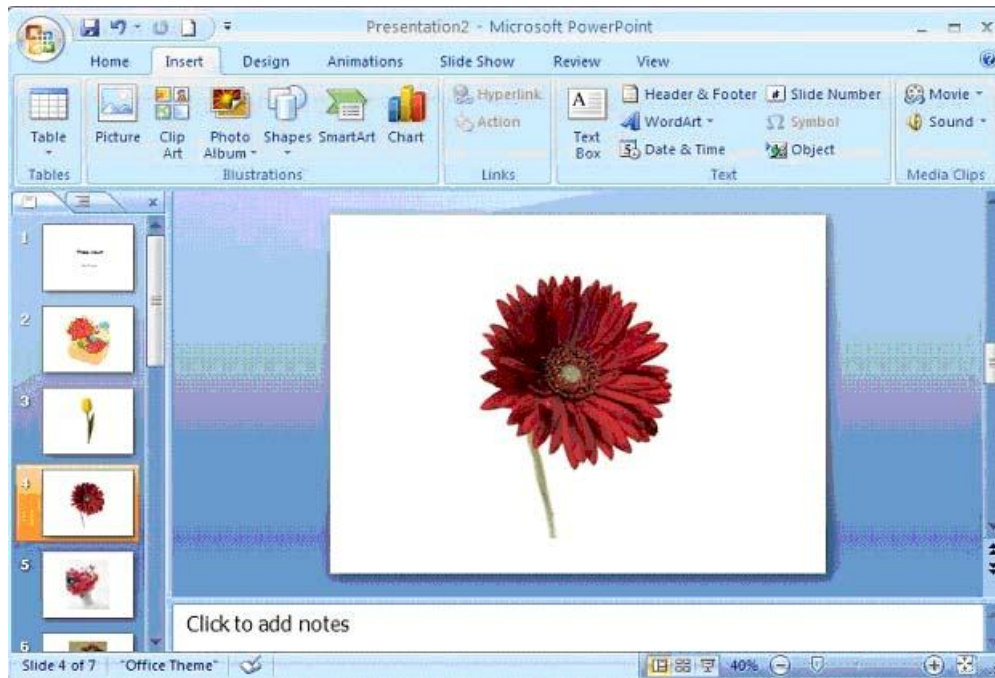 Presentation2 - Microsoft PowerPoint
Home Insert Design Animations Slide Show Review View
Table
Picture
Clip Art
Photo Album
Shapes
SmartArt
Chart
Hyperlink
Action
Text Box
Header & Footer
WordArt
Date & Time
Slide Number
Symbol
Object
Movie
Sound
Tables Illustrations Links Text Media Clips
1
2
3
4
5
6
Click to add notes
Slide 4 of 7 "Office Theme" 40%